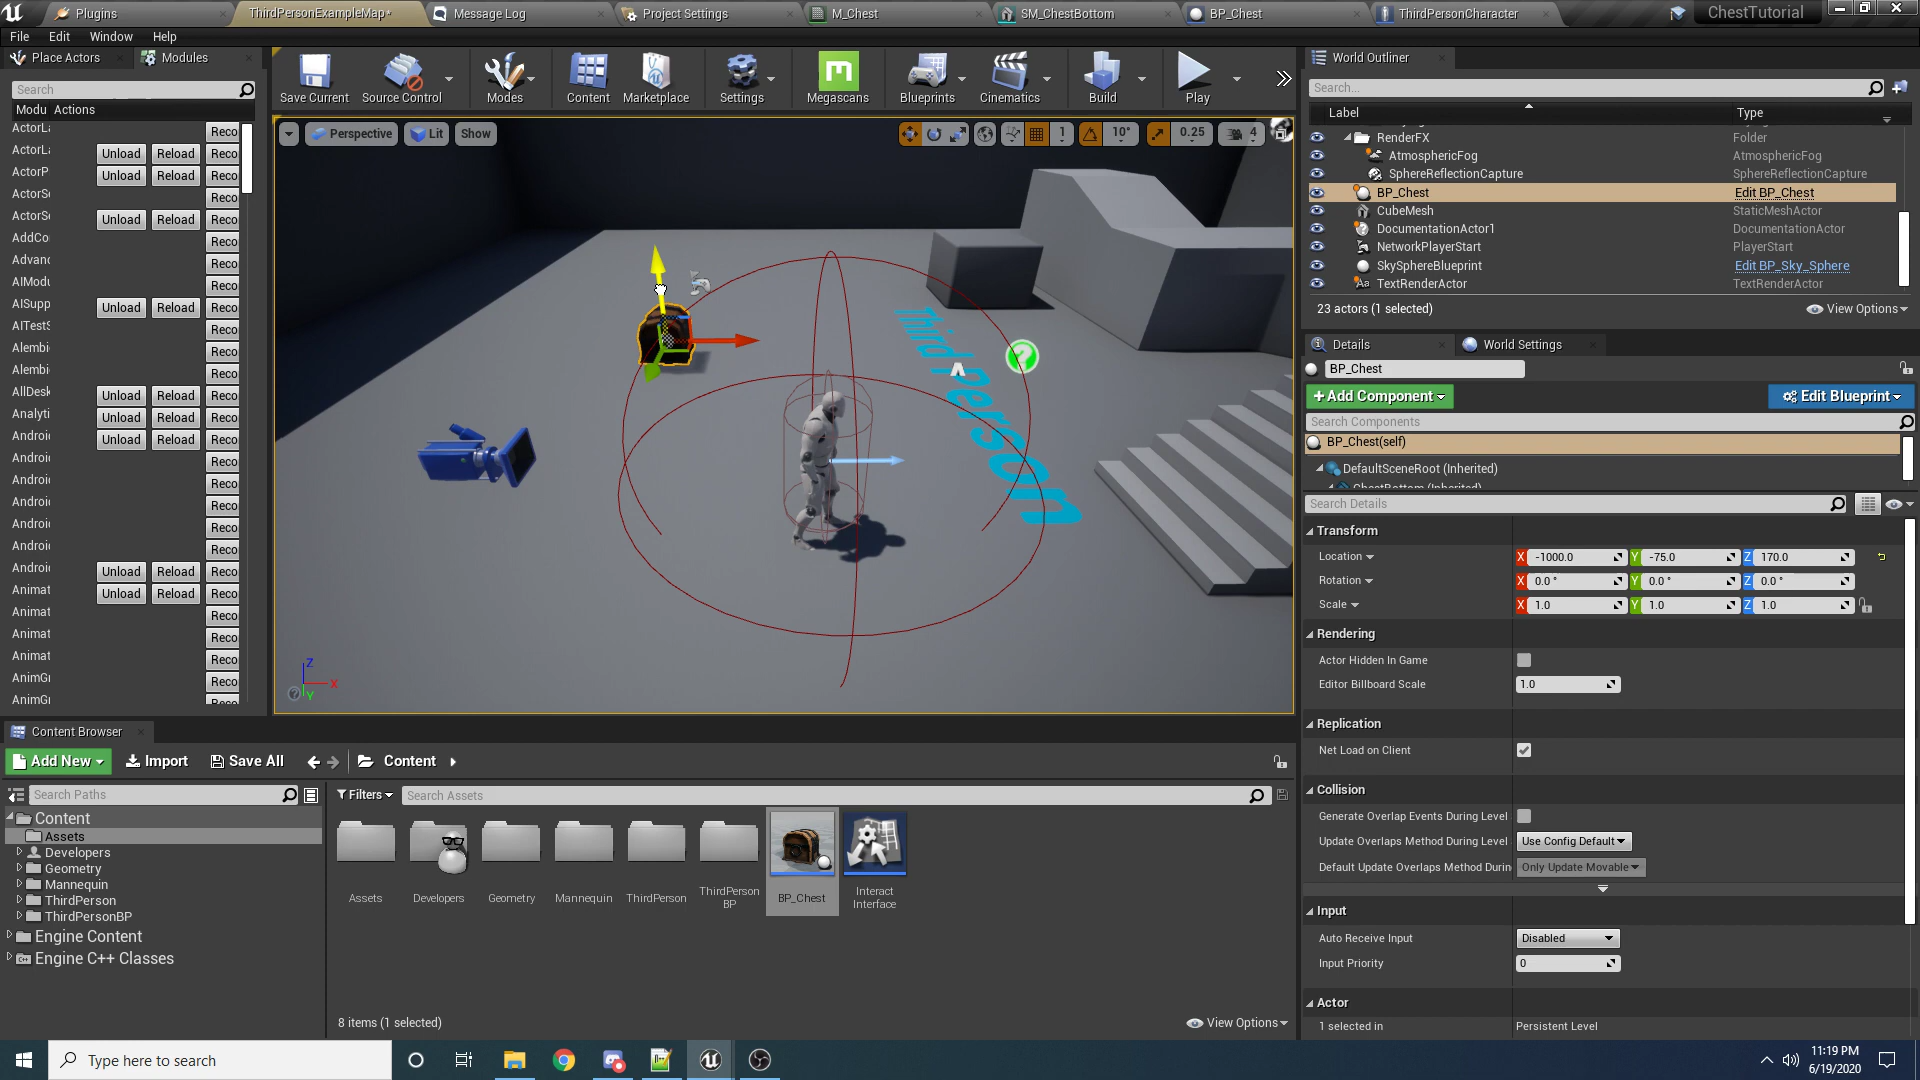 Plugins
ThirdPersonExampleMap*
Message Log
Project Settings
M_Chest
SM_ChestBottom
BP_Chest
ThirdPersonCharacter
ChestTutorial
File Edit Window Help
Place Actors
Modules
Search
Modu Actions
ActorLa Reco
ActorLa Unload Reload Reco
ActorP Unload Reload Reco
ActorSe Reco
ActorSe Unload Reload Reco
AddCo Reco
Advanc Reco
AIModu Reco
AISupp Unload Reload Reco
AITestS Reco
Alembi Reco
Alembi Reco
AllDesk Unload Reload Reco
Analyti Unload Reload Reco
Androi Unload Reload Reco
Androi Reco
Androi Reco
Androi Reco
Androi Reco
Androi Reco
Androi Unload Reload Reco
Animat Unload Reload Reco
Animat Reco
Animat Reco
Animat Reco
AnimG Reco
AnimG Reco
Save Current
Source Control
Modes
Content
Marketplace
Settings
Megascans
Blueprints
Cinematics
Build
Play
Perspective Lit Show
1 10° 0.25 4
Third Person
Z
X
Y
World Outliner
Search...
Label Type
RenderFX Folder
AtmosphericFog AtmosphericFog
SphereReflectionCapture SphereReflectionCapture
BP_Chest Edit BP_Chest
CubeMesh StaticMeshActor
DocumentationActor1 DocumentationActor
NetworkPlayerStart PlayerStart
SkySphereBlueprint Edit BP_Sky_Sphere
TextRenderActor TextRenderActor
23 actors (1 selected)
View Options
Details
World Settings
BP_Chest
+Add Component
Edit Blueprint
Search Components
BP_Chest(self)
DefaultSceneRoot (Inherited)
ChestBottom (Inherited)
Search Details
Transform
Location X -1000.0 Y -75.0 Z 170.0
Rotation X 0.0 ° Y 0.0 ° Z 0.0 °
Scale X 1.0 Y 1.0 Z 1.0
Rendering
Actor Hidden In Game
Editor Billboard Scale 1.0
Replication
Net Load on Client
Collision
Generate Overlap Events During Level
Update Overlaps Method During Level Use Config Default
Default Update Overlaps Method Durin Only Update Movable
Input
Auto Receive Input Disabled
Input Priority 0
Actor
1 selected in Persistent Level
Content Browser
Add New Import Save All Content
Search Paths
Filters
Search Assets
Content
Assets
Developers
Geometry
Mannequin
ThirdPerson
ThirdPersonBP
Engine Content
Engine C++ Classes
Assets
Developers
Geometry
Mannequin
ThirdPerson
ThirdPerson
BP
BP_Chest
Interact
Interface
8 items (1 selected)
View Options
Type here to search
11:19 PM
6/19/2020